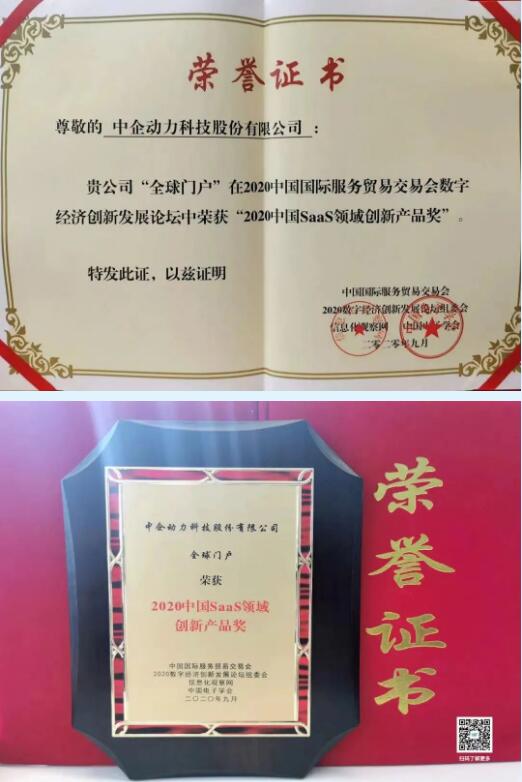 荣誉证书
尊敬的 中企动力科技股份有限公司 :
贵公司“全球门户”在2020中国国际服务贸易交易会数字
经济创新发展论坛中荣获“2020中国SaaS领域创新产品奖”。
特发此证，以兹证明
中国国际服务贸易交易会
2020数字经济创新发展论坛组委会
信息化观察网 中国电子学会
二〇二〇年九月
中企动力科技股份有限公司
全球门户
荣获
2020中国SaaS领域
创新产品奖
中国国际服务贸易交易会
2020数字经济创新发展论坛组委会
信息化观察网
中国电子学会
二〇二〇年九月
荣誉证书
扫码了解更多